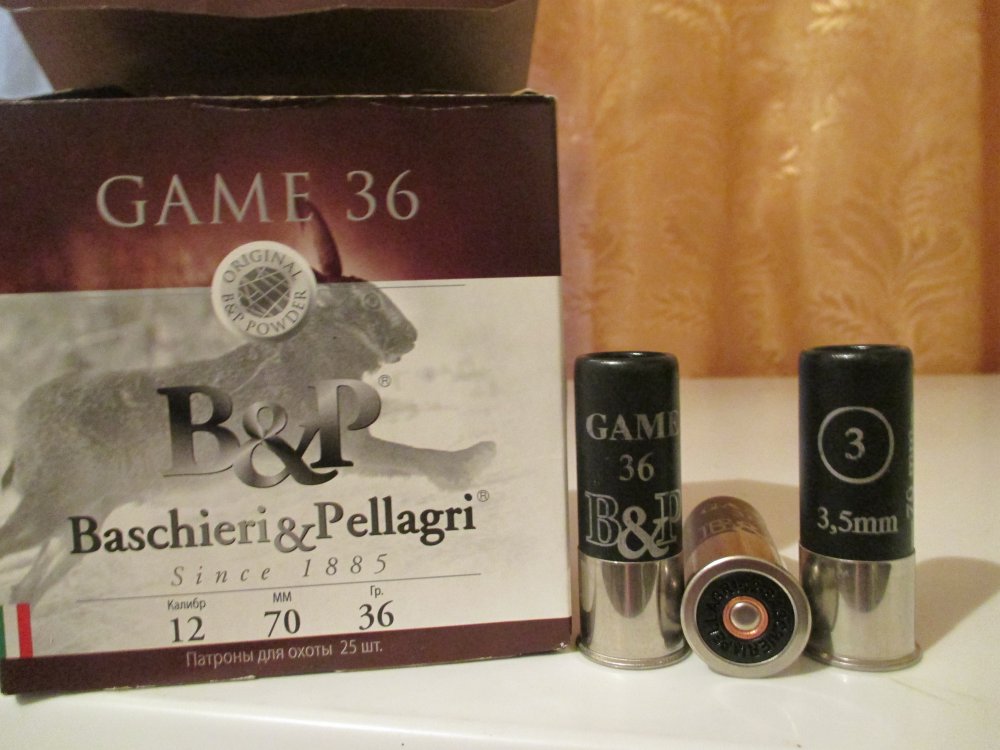 GAME 36
ORIGINAL
B&P POWDER
B&P®
Baschieri&Pellagri®
Since 1885
Калибр мм Гр.
12 70 36
Патроны для охоты 25 шт.
GAME
36
B&P
3
3,5mm